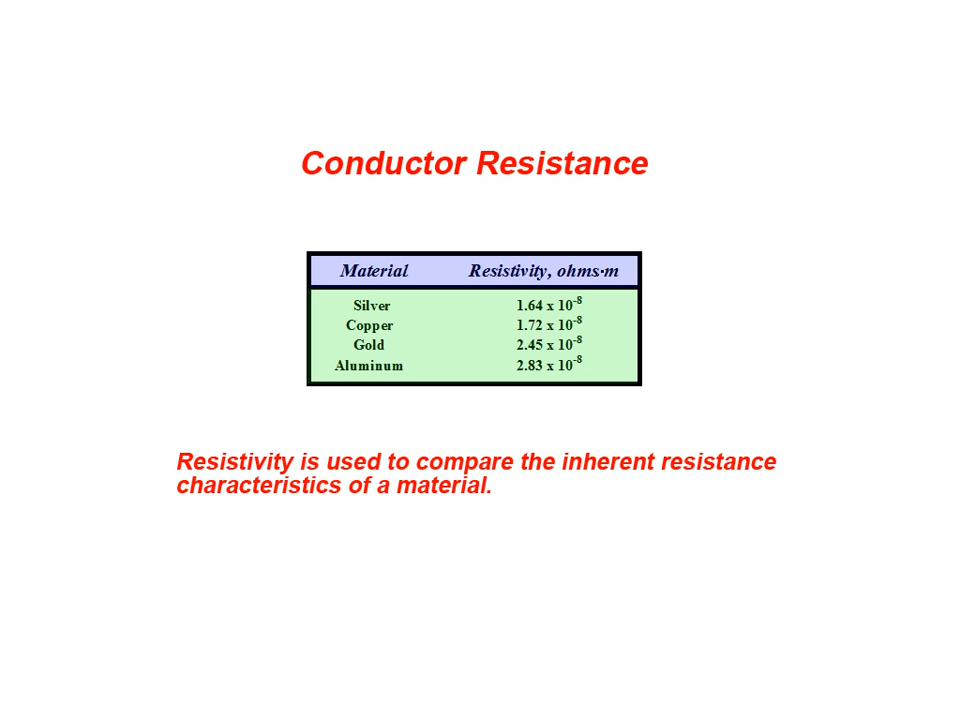 Conductor Resistance
Material Resistivity, ohms·m
Silver 1.64 x 10⁻⁸
Copper 1.72 x 10⁻⁸
Gold 2.45 x 10⁻⁸
Aluminum 2.83 x 10⁻⁸
Resistivity is used to compare the inherent resistance
characteristics of a material.